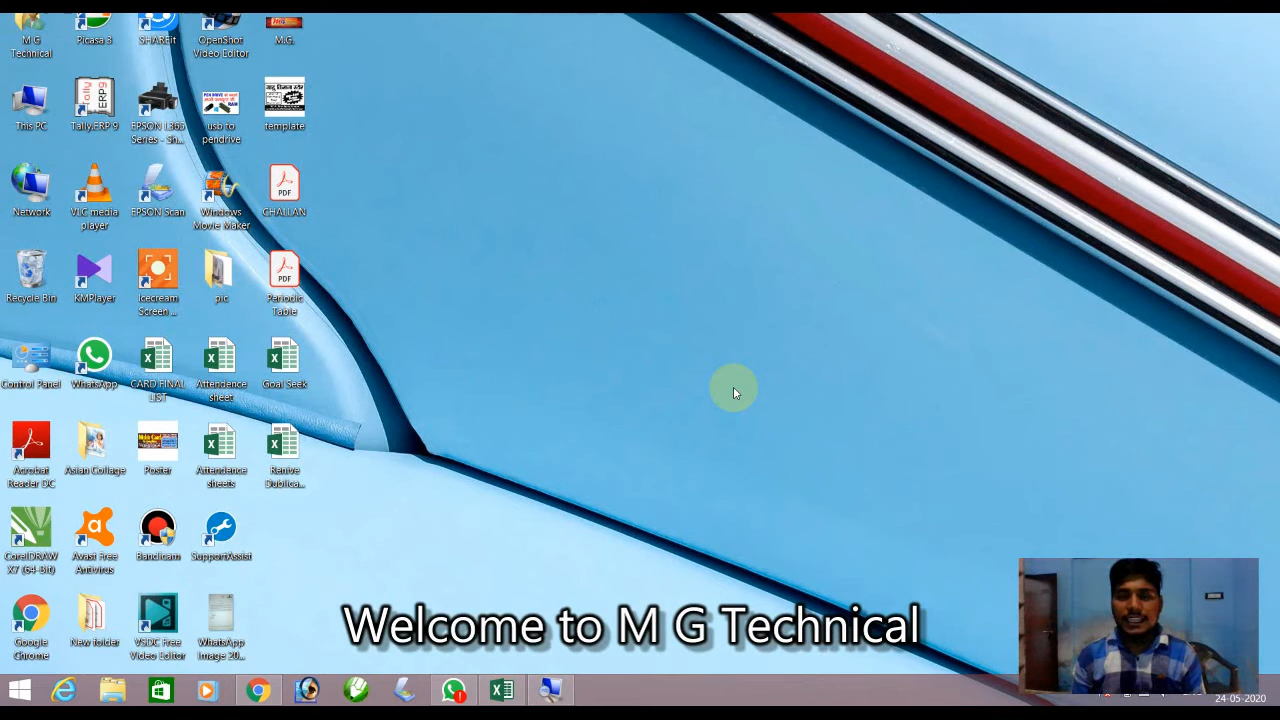 M G
Technical
Picasa 3
SHAREit
OpenShot
Video Editor
M.G.
This PC
Tally.ERP 9
EPSON L365
Series - Sh...
usb to
pendrive
template
Network
VLC media
player
EPSON Scan
Windows
Movie Maker
PDF
CHALLAN
Recycle Bin
KMPlayer
Icecream
Screen ...
pic
PDF
Periodic
Table
Control Panel
WhatsApp
CARD FINAL
LIST
Attendence
sheet
Goal Seek
Acrobat
Reader DC
Asian Collage
Poster
Attendence
sheets
Renive
Dublica...
CorelDRAW
X7 (64-Bit)
Avast Free
Antivirus
Bandicam
SupportAssist
Google
Chrome
New folder
VSDC Free
Video Editor
WhatsApp
Image 20...
Welcome to M G Technical
24-05-2020